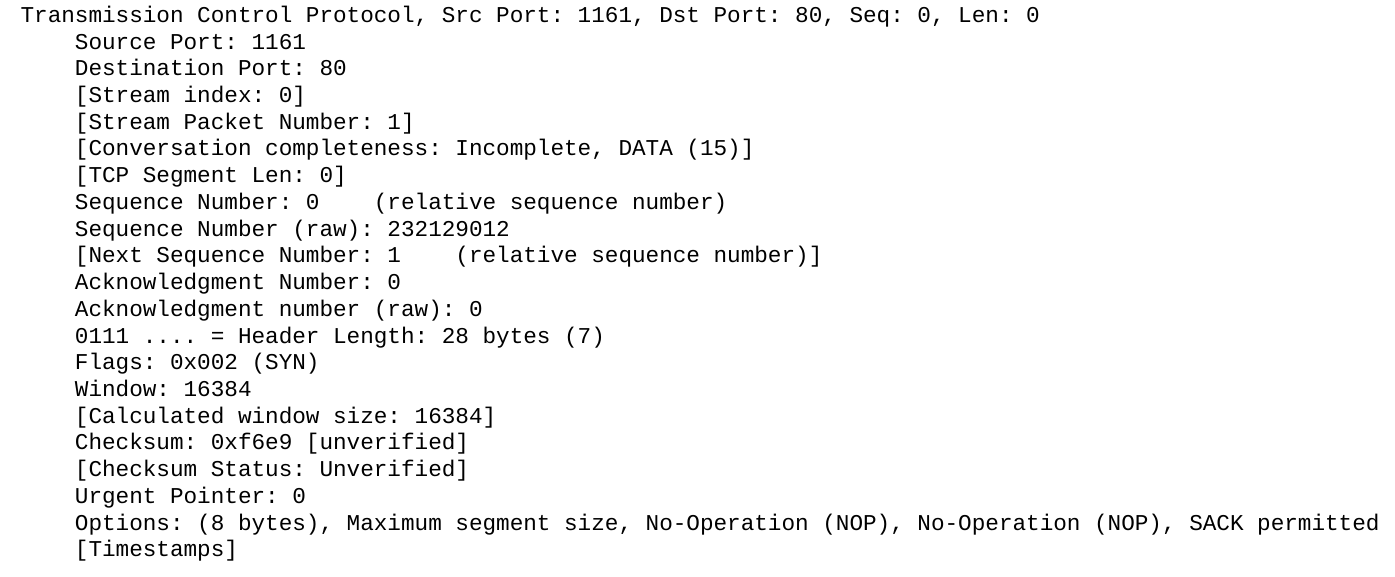 Transmission Control Protocol, Src Port: 1161, Dst Port: 80, Seq: 0, Len: 0
    Source Port: 1161
    Destination Port: 80
    [Stream index: 0]
    [Stream Packet Number: 1]
    [Conversation completeness: Incomplete, DATA (15)]
    [TCP Segment Len: 0]
    Sequence Number: 0    (relative sequence number)
    Sequence Number (raw): 232129012
    [Next Sequence Number: 1    (relative sequence number)]
    Acknowledgment Number: 0
    Acknowledgment number (raw): 0
    0111 .... = Header Length: 28 bytes (7)
    Flags: 0x002 (SYN)
    Window: 16384
    [Calculated window size: 16384]
    Checksum: 0xf6e9 [unverified]
    [Checksum Status: Unverified]
    Urgent Pointer: 0
    Options: (8 bytes), Maximum segment size, No-Operation (NOP), No-Operation (NOP), SACK permitted
    [Timestamps]